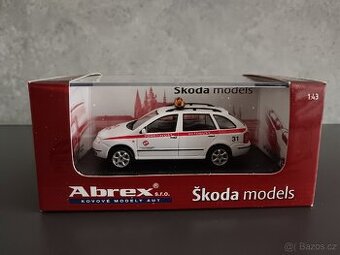 Škoda models
1:43
31
Abrex s.r.o.
KOVOVÉ MODELY AUT
Škoda models
© Bazos.cz